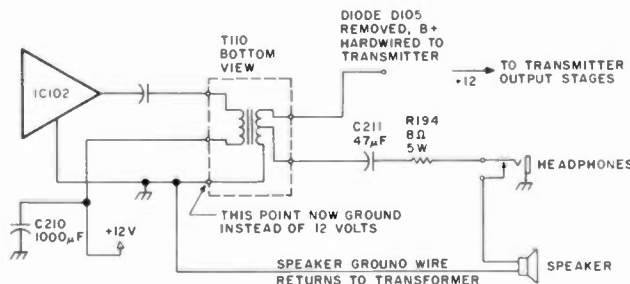 DIODE D105
REMOVED, B+
HARDWIRED TO
TRANSMITTER
T110
BOTTOM
VIEW
+12
TO TRANSMITTER
OUTPUT STAGES
IC102
C211
47µF
R194
8Ω
5W
HEADPHONES
THIS POINT NOW GROUND
INSTEAD OF 12 VOLTS
C210
1000µF
+12V
SPEAKER GROUND WIRE
RETURNS TO TRANSFORMER
SPEAKER